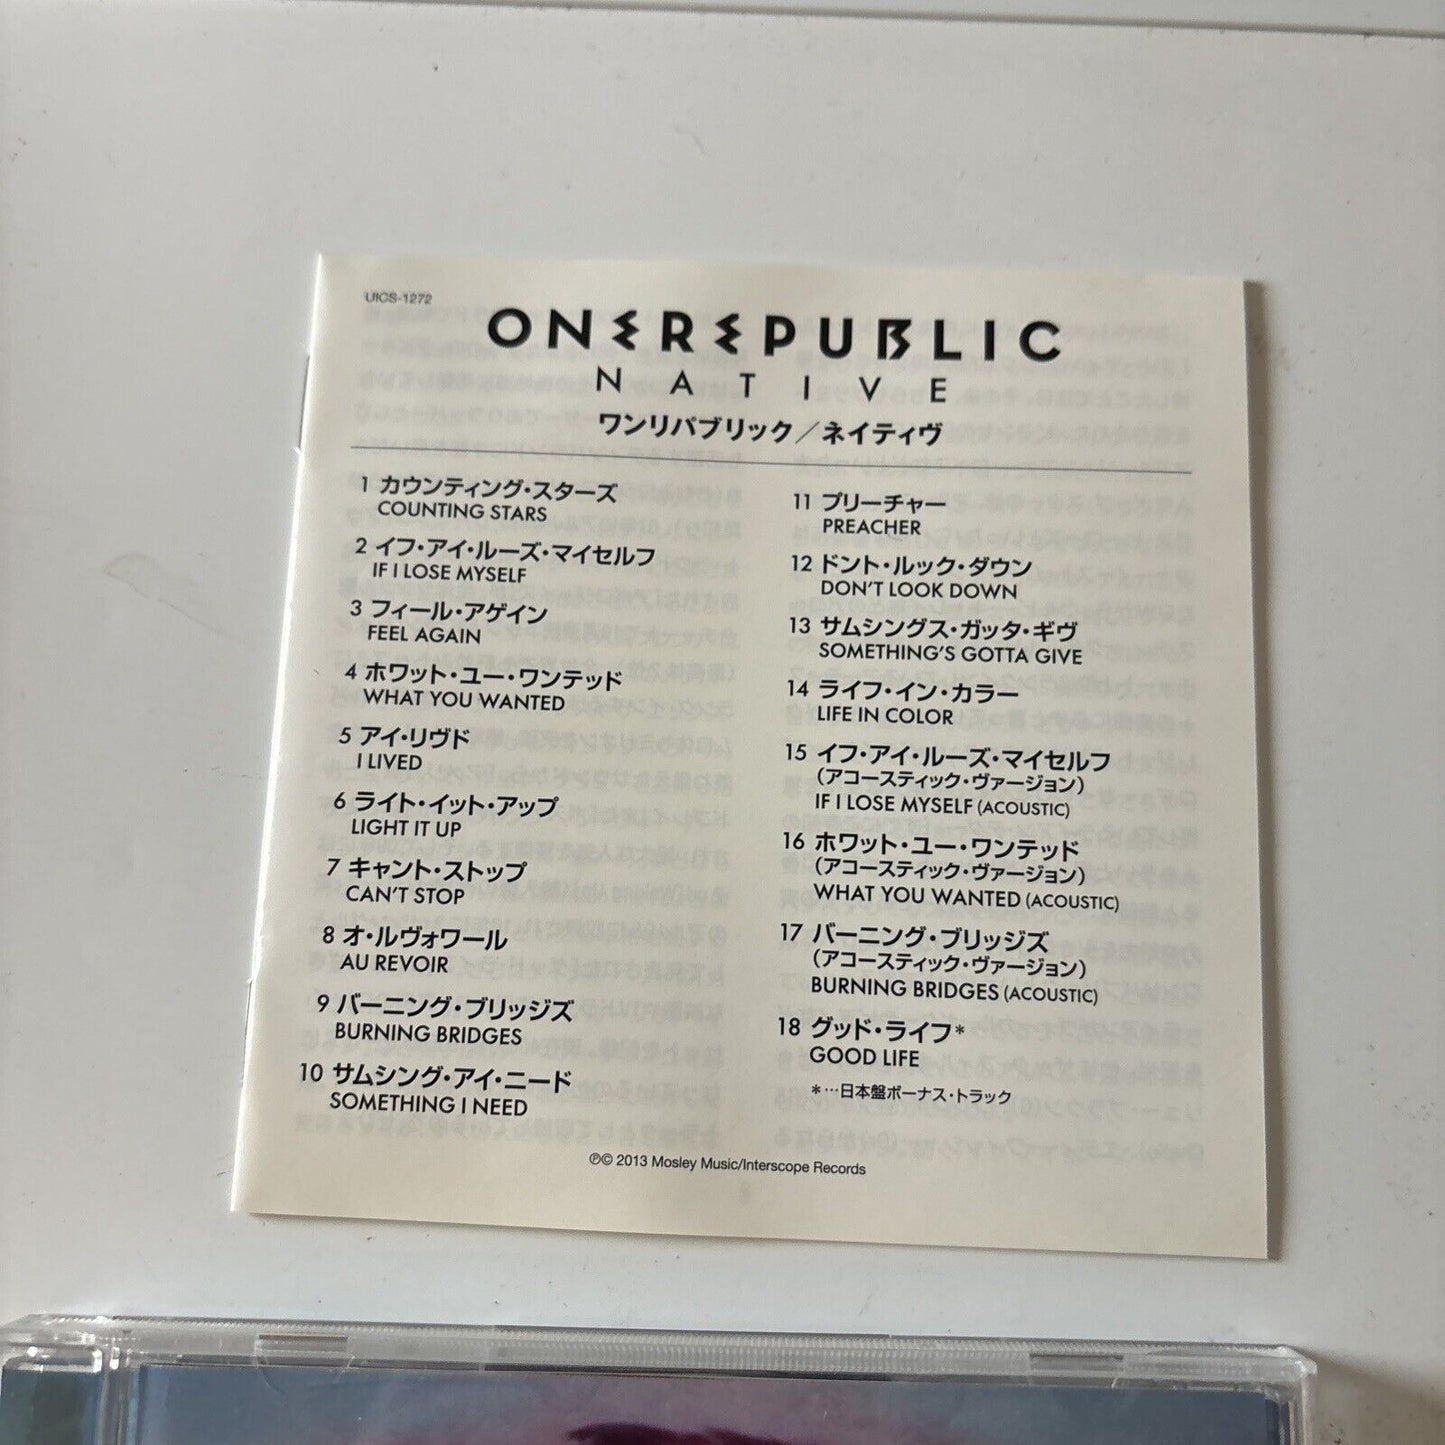 UICS-1272
ONEREPUBLIC
NATIVE
ワンリパブリック／ネイティヴ
1 カウンティング・スターズ
COUNTING STARS
2 イフ・アイ・ルーズ・マイセルフ
IF I LOSE MYSELF
3 フィール・アゲイン
FEEL AGAIN
4 ホワット・ユー・ワンテッド
WHAT YOU WANTED
5 アイ・リヴド
I LIVED
6 ライト・イット・アップ
LIGHT IT UP
7 キャント・ストップ
CAN'T STOP
8 オ・ルヴォワール
AU REVOIR
9 バーニング・ブリッジズ
BURNING BRIDGES
10 サムシング・アイ・ニード
SOMETHING I NEED
11 プリーチャー
PREACHER
12 ドント・ルック・ダウン
DON'T LOOK DOWN
13 サムシングス・ガッタ・ギヴ
SOMETHING'S GOTTA GIVE
14 ライフ・イン・カラー
LIFE IN COLOR
15 イフ・アイ・ルーズ・マイセルフ
（アコースティック・ヴァージョン）
IF I LOSE MYSELF (ACOUSTIC)
16 ホワット・ユー・ワンテッド
（アコースティック・ヴァージョン）
WHAT YOU WANTED (ACOUSTIC)
17 バーニング・ブリッジズ
（アコースティック・ヴァージョン）
BURNING BRIDGES (ACOUSTIC)
18 グッド・ライフ*
GOOD LIFE
*…日本盤ボーナス・トラック
℗© 2013 Mosley Music/Interscope Records